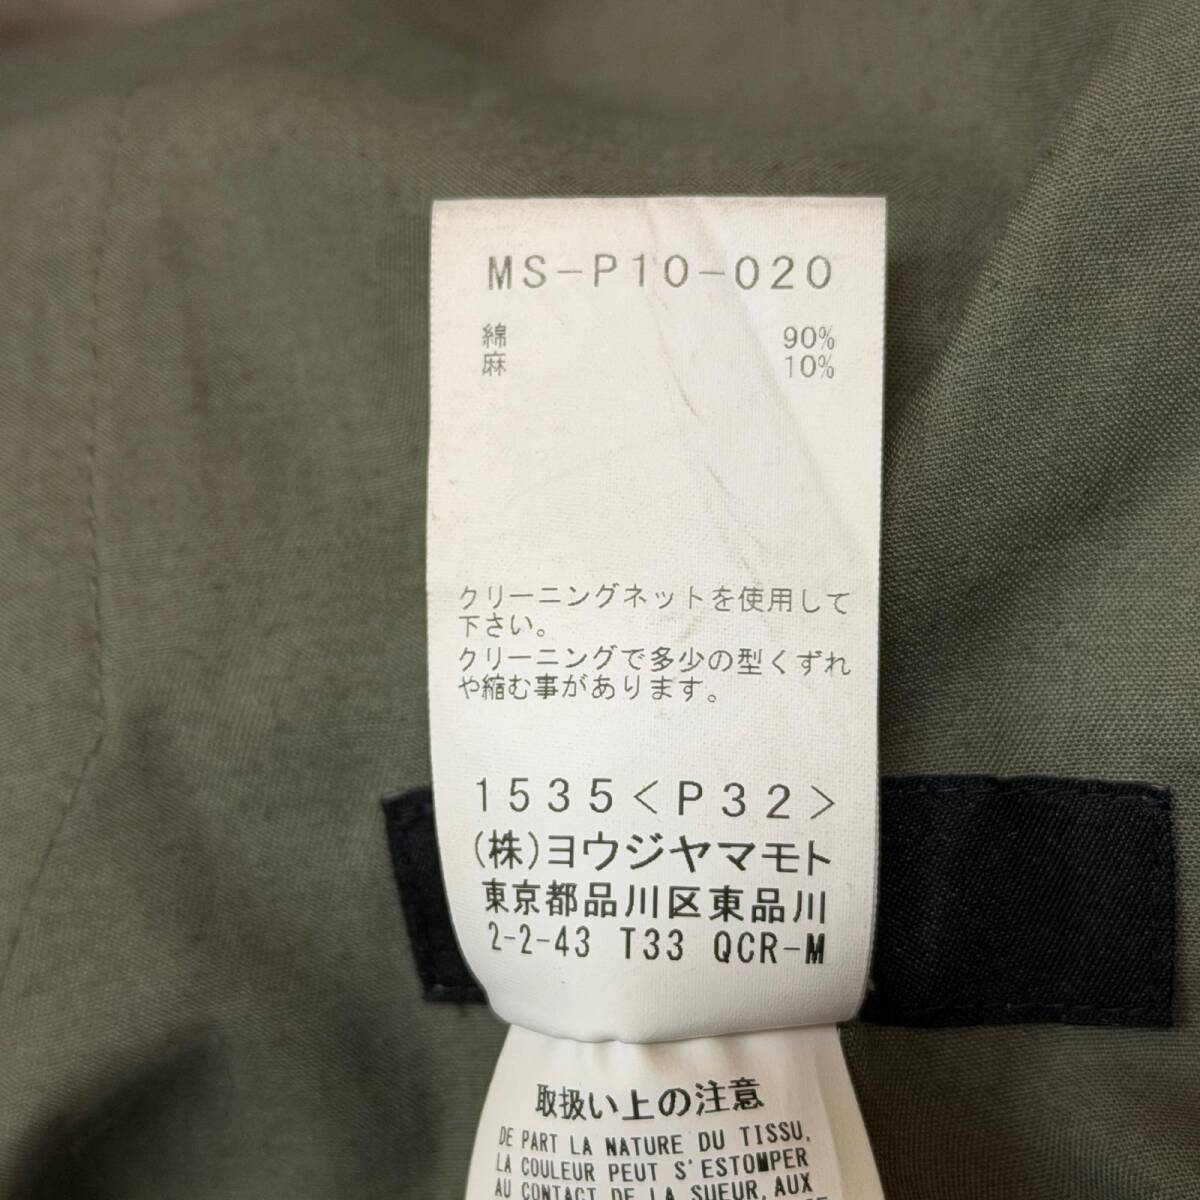 MS-P10-020
綿 90%
麻 10%
クリーニングネットを使用して
下さい。
クリーニングで多少の型くずれ
や縮む事があります。
1535<P32>
(株)ヨウジヤマモト
東京都品川区東品川
2-2-43 T33 QCR-M
取扱い上の注意
DE PART LA NATURE DU TISSU,
LA COULEUR PEUT S'ESTOMPER
AU CONTACT DE LA SUEUR, AUX